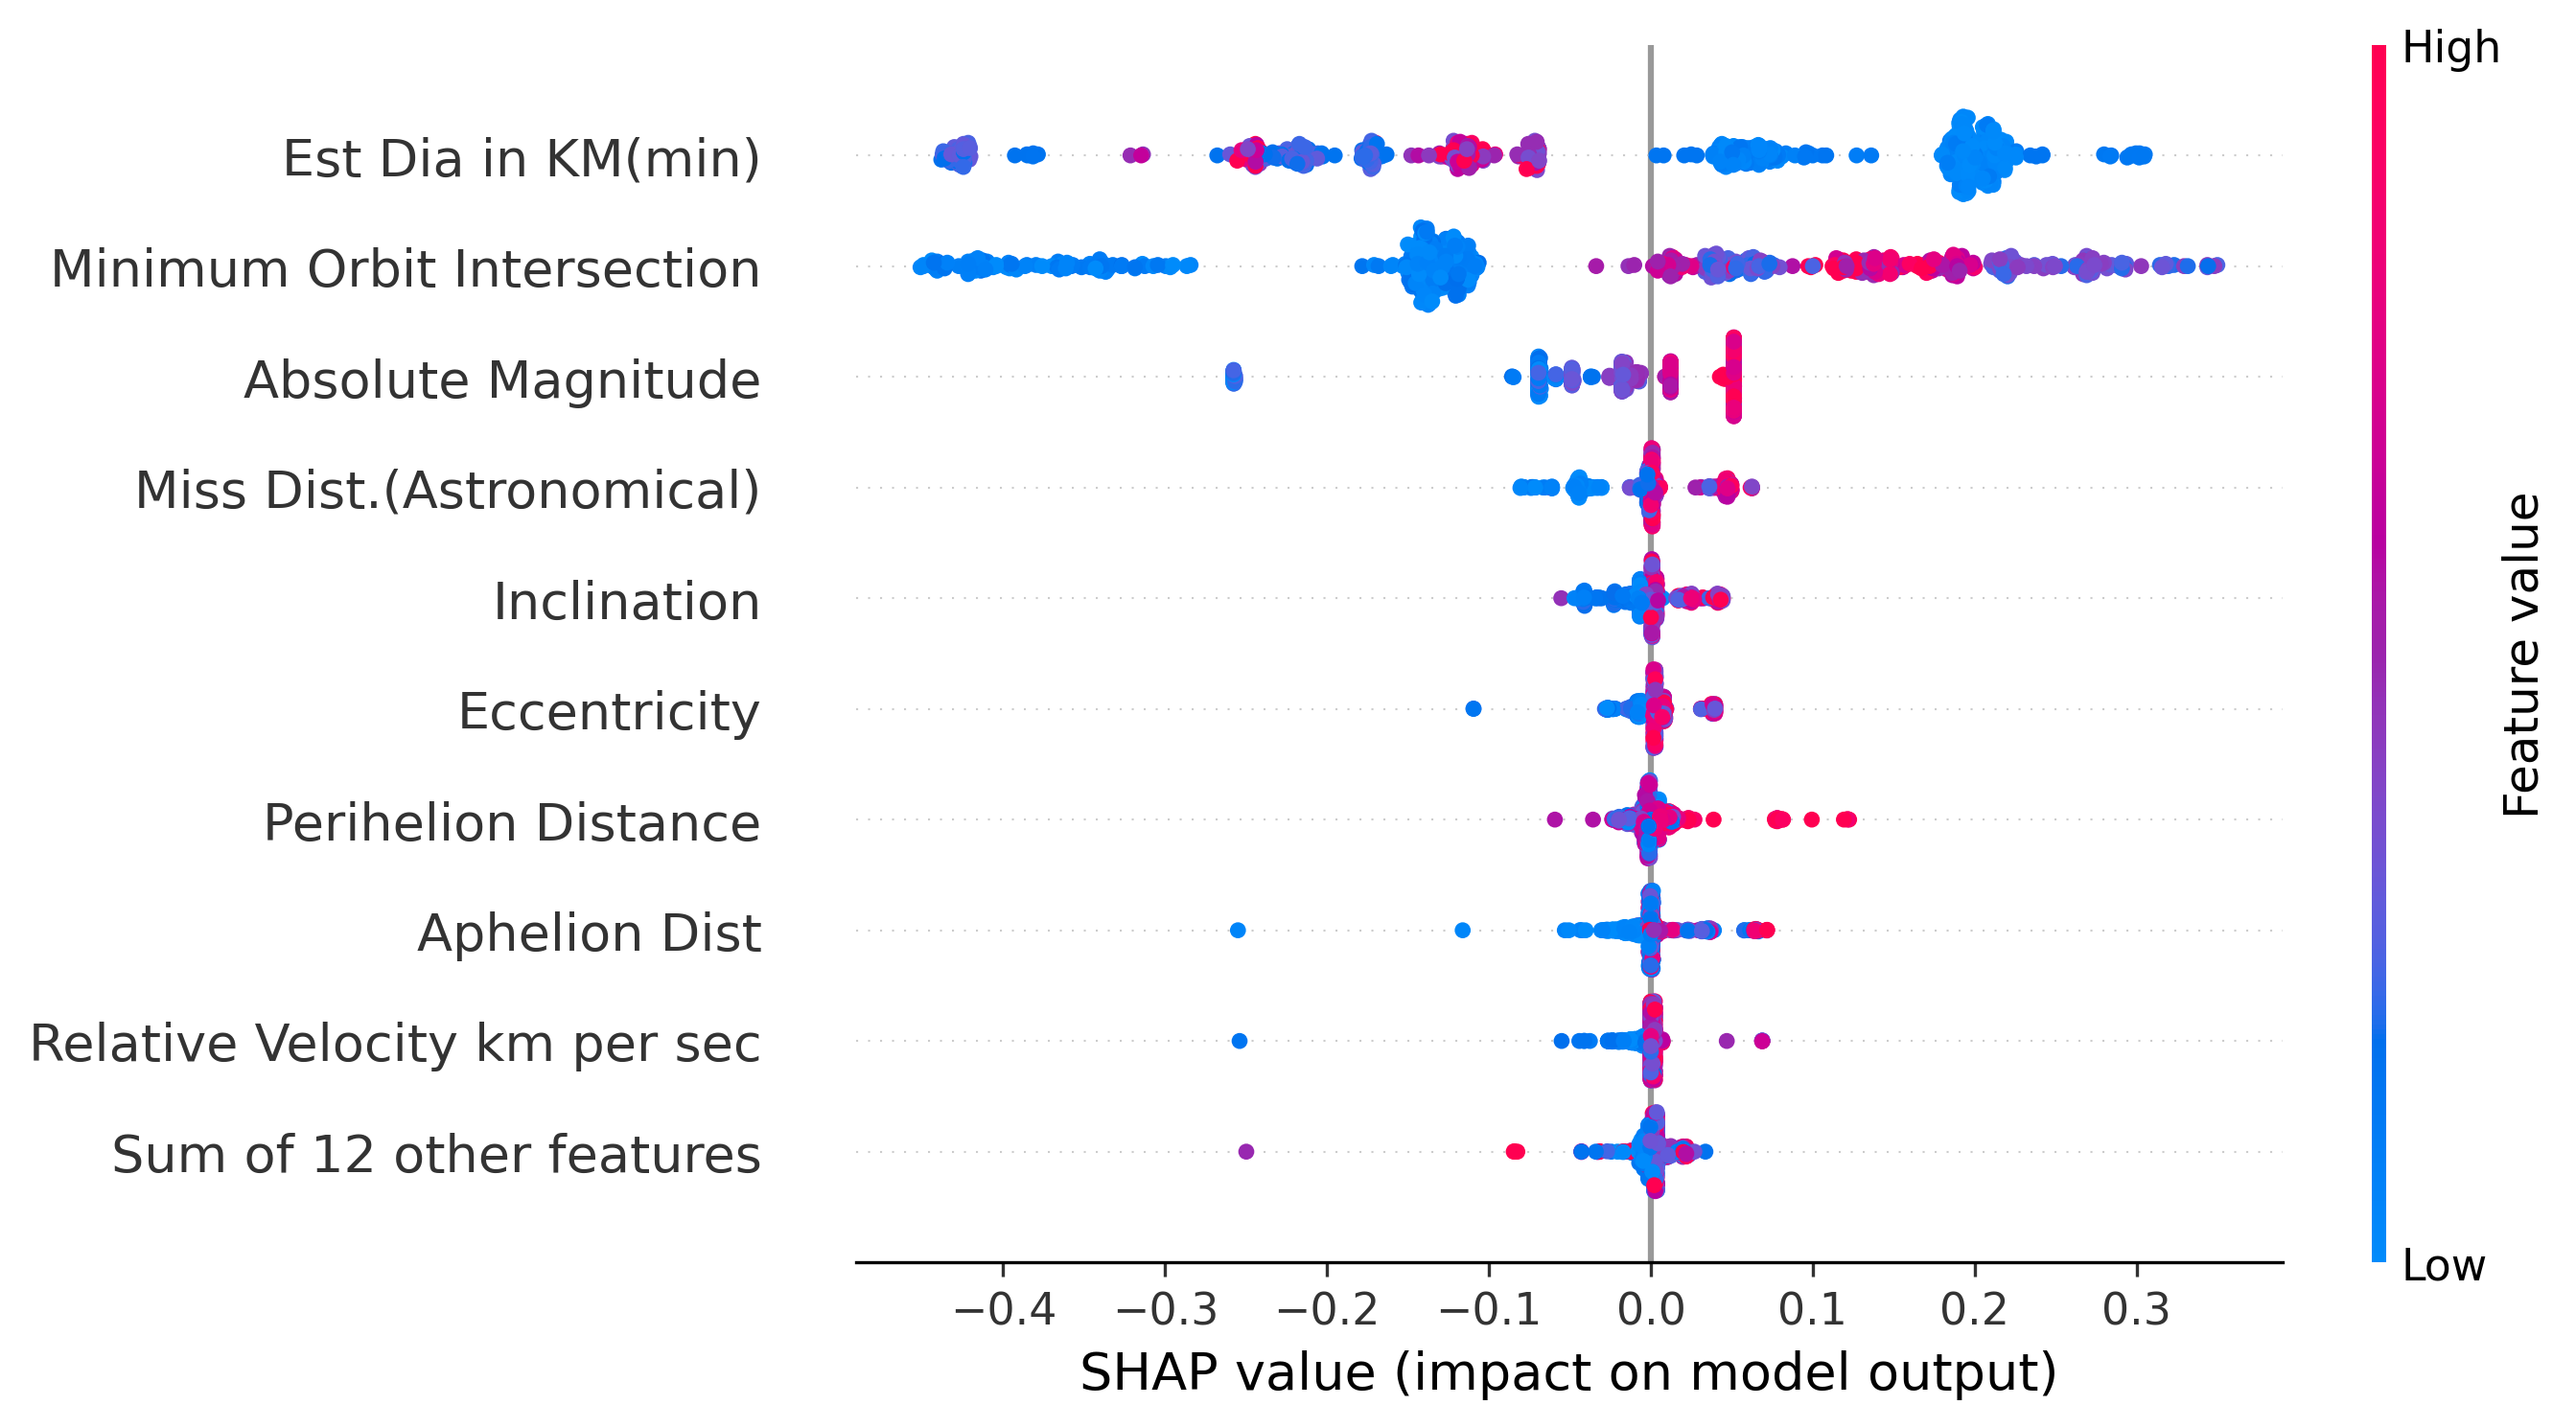 High
Est Dia in KM(min)
Minimum Orbit Intersection
Absolute Magnitude
Miss Dist.(Astronomical)
Inclination
Eccentricity
Perihelion Distance
Aphelion Dist
Relative Velocity km per sec
Sum of 12 other features
Feature value
Low
−0.4 −0.3 −0.2 −0.1 0.0 0.1 0.2 0.3
SHAP value (impact on model output)